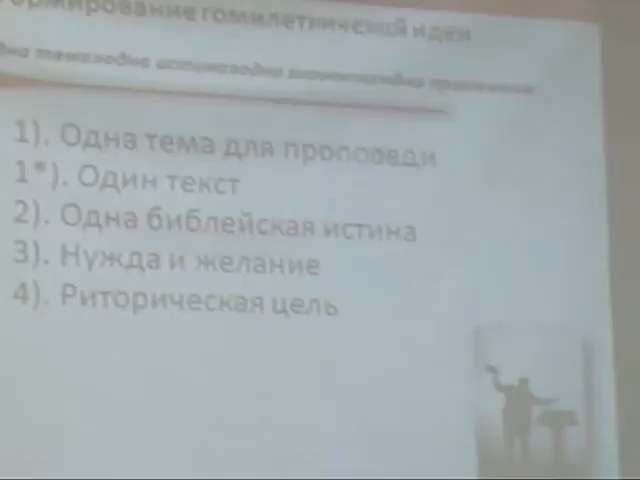 ормирование гомилетической идеи
1). Одна тема для проповеди
1*). Один текст
2). Одна библейская истина
3). Нужда и желание
4). Риторическая цель